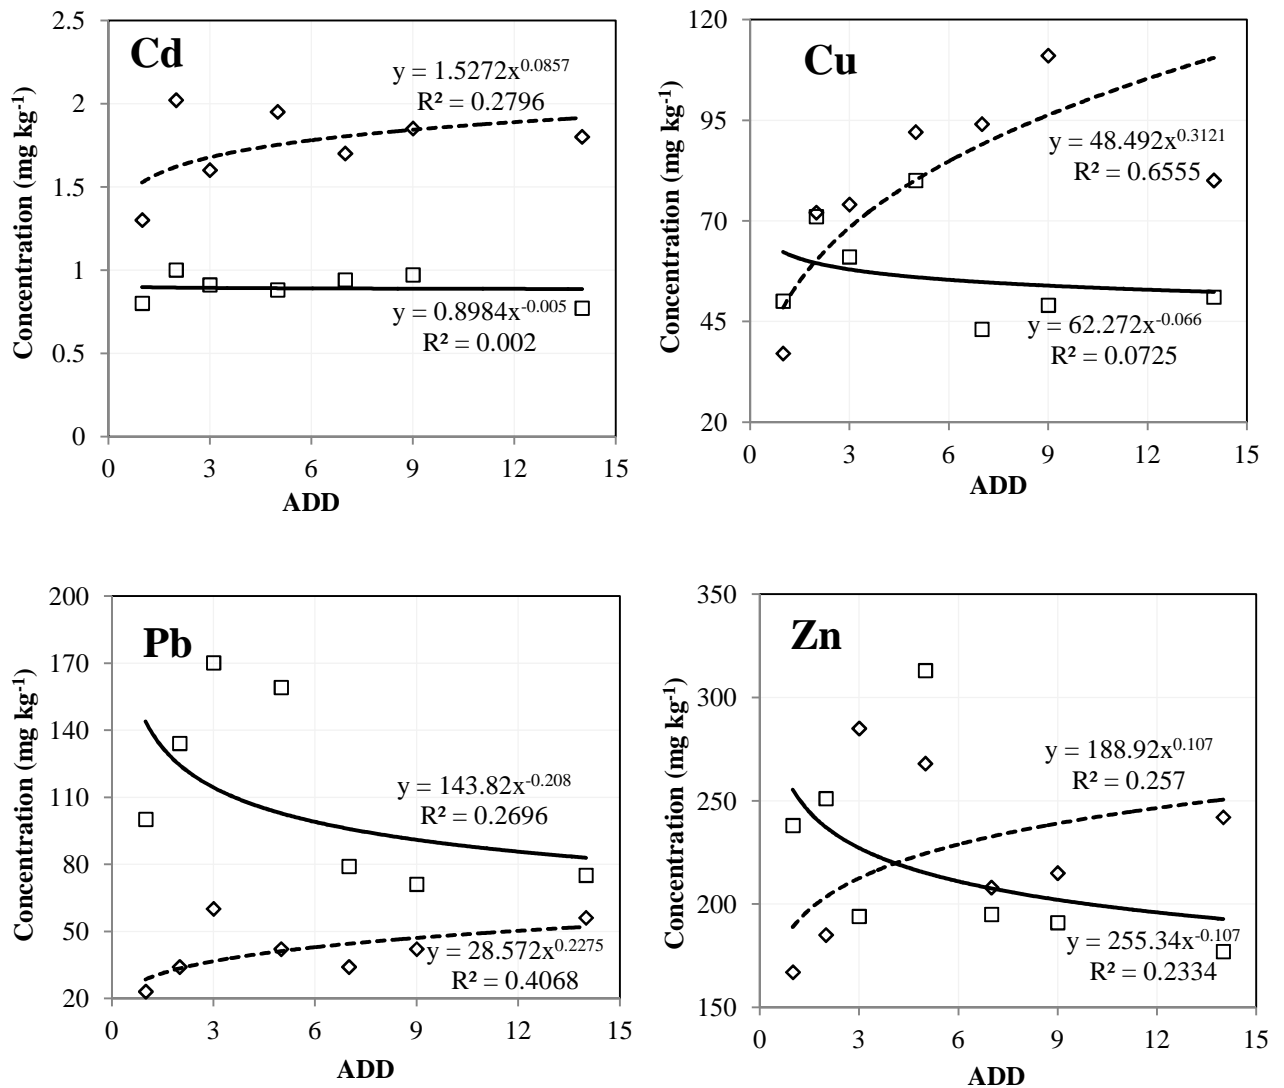 Cd
Concentration (mg kg⁻¹)
2.5
2
1.5
1
0.5
0
y = 1.5272x^0.0857
R² = 0.2796
y = 0.8984x^-0.005
R² = 0.002
0 3 6 9 12 15
ADD
Cu
Concentration (mg kg⁻¹)
120
95
70
45
20
y = 48.492x^0.3121
R² = 0.6555
y = 62.272x^-0.066
R² = 0.0725
0 3 6 9 12 15
ADD
Pb
Concentration (mg kg⁻¹)
200
170
140
110
80
50
20
y = 143.82x^-0.208
R² = 0.2696
y = 28.572x^0.2275
R² = 0.4068
0 3 6 9 12 15
ADD
Zn
Concentration (mg kg⁻¹)
350
300
250
200
150
y = 188.92x^0.107
R² = 0.257
y = 255.34x^-0.107
R² = 0.2334
0 3 6 9 12 15
ADD